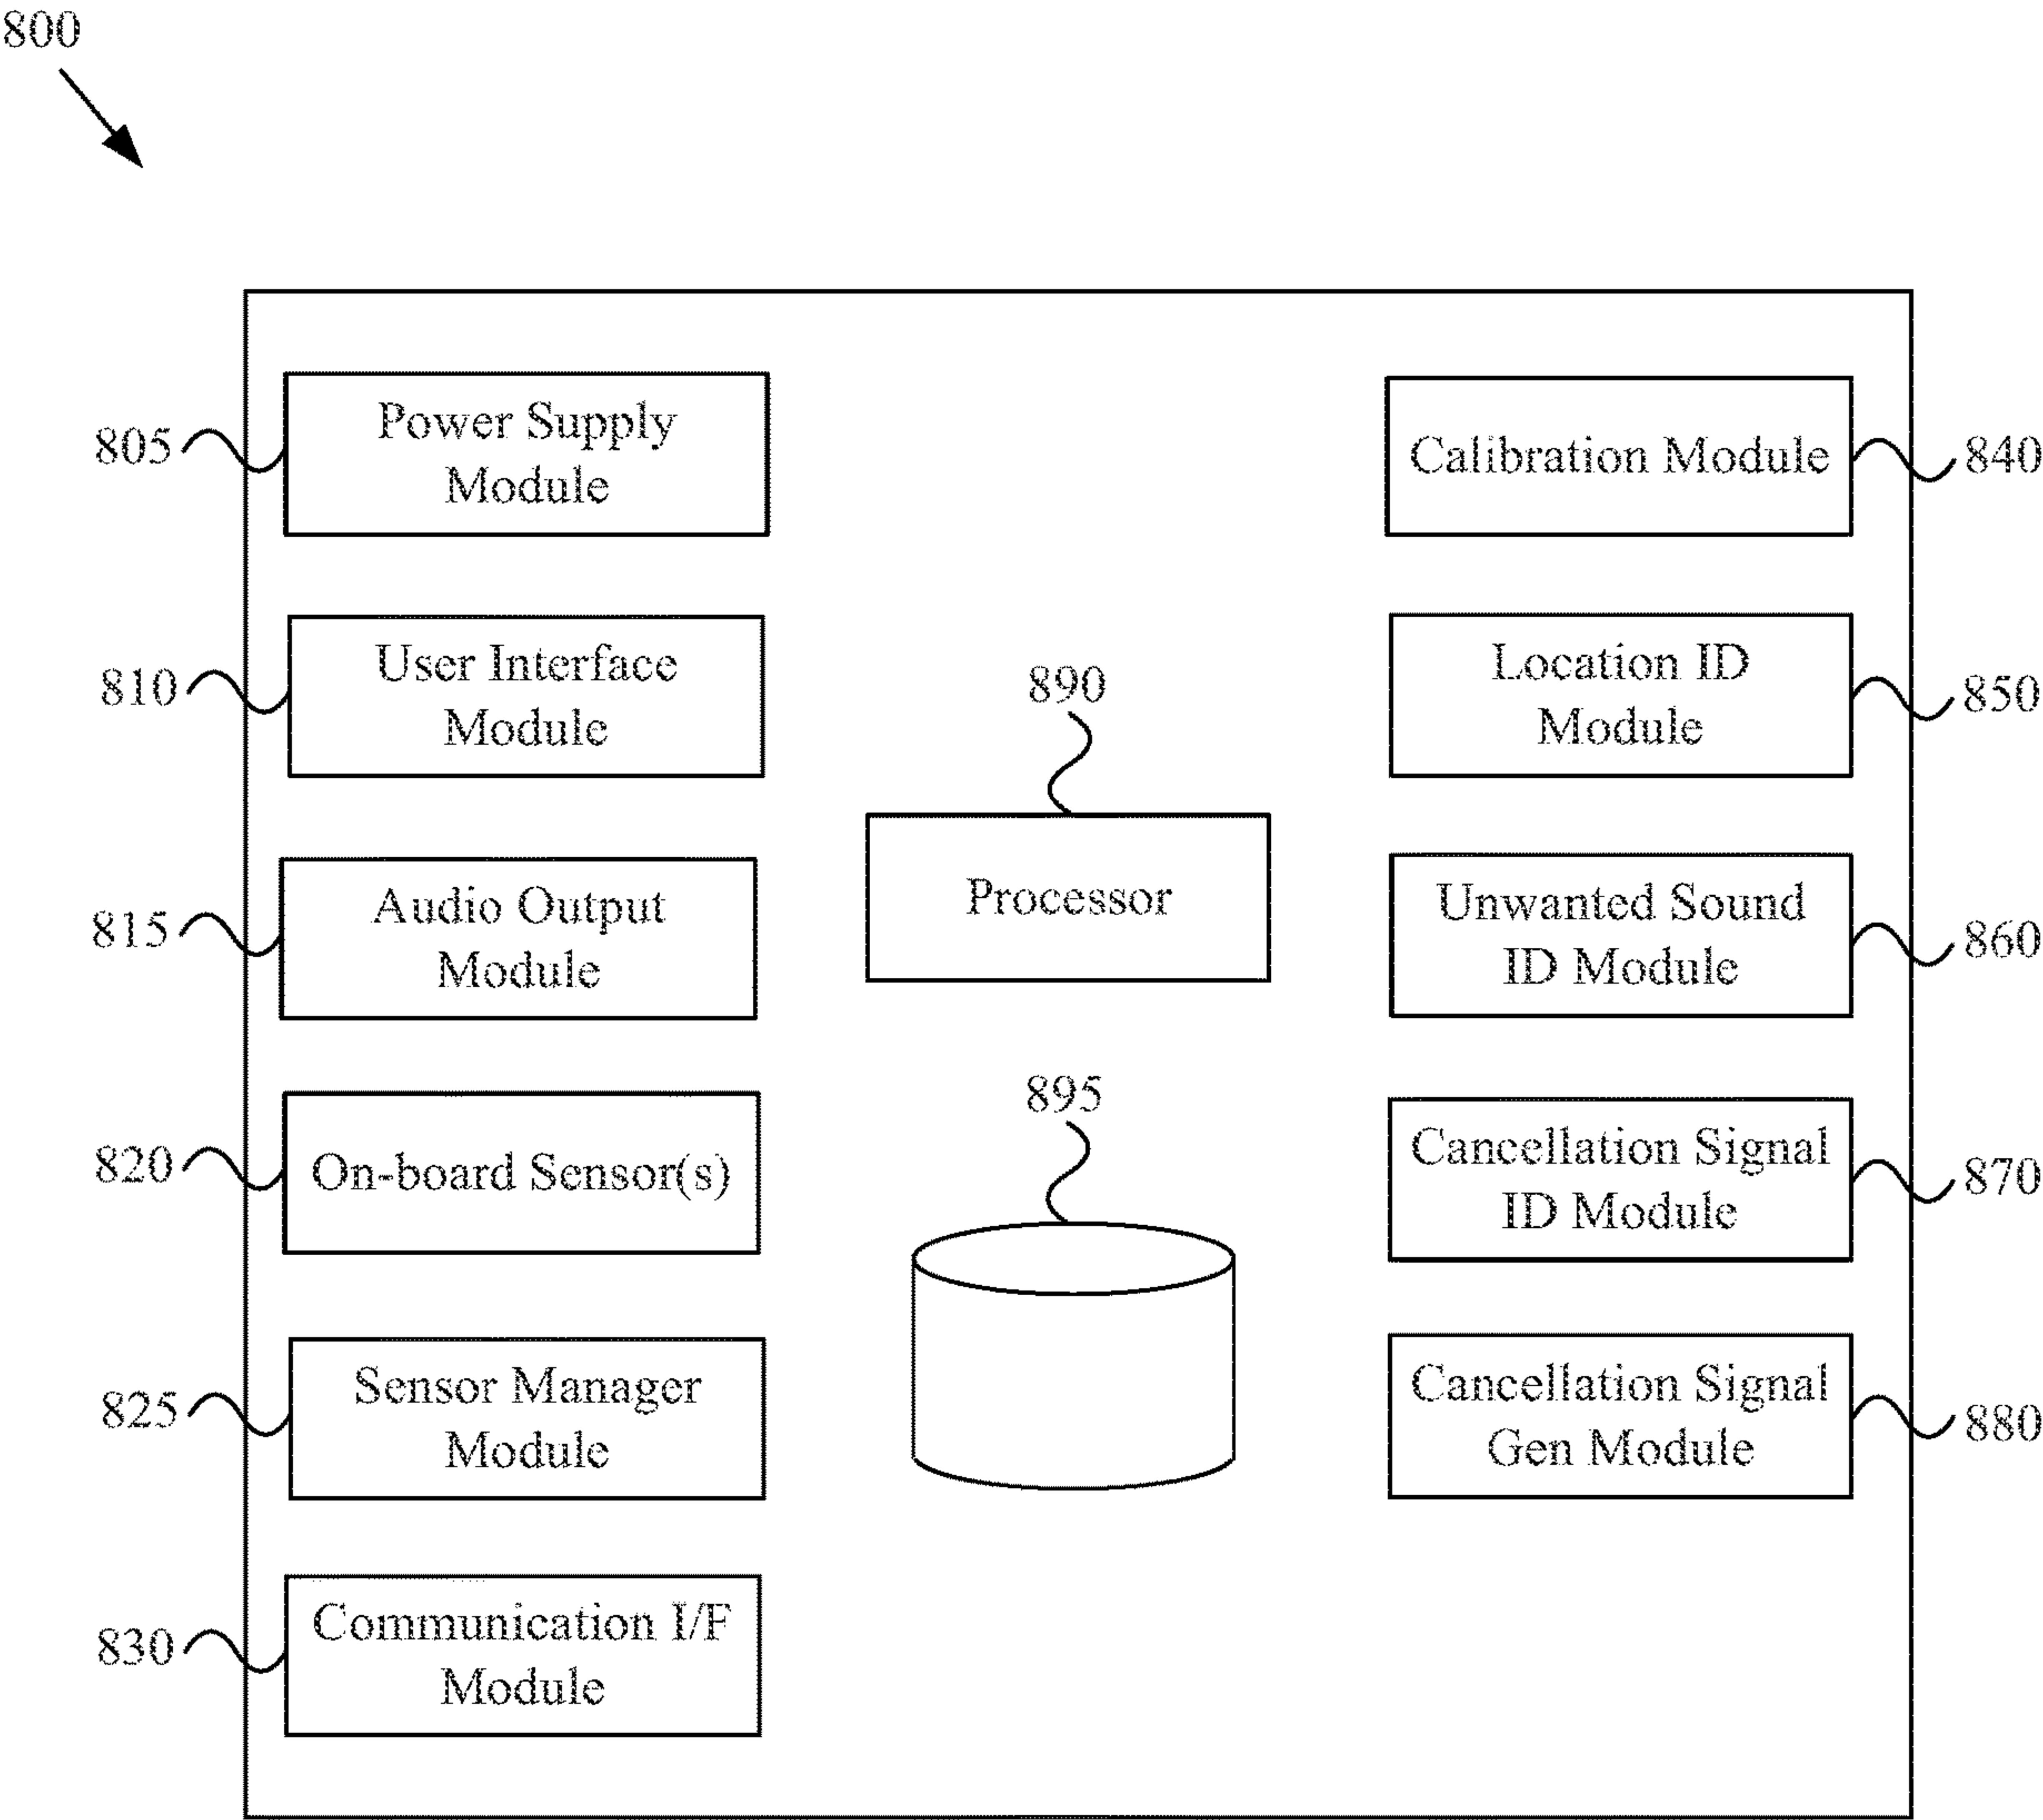 800
805
Power Supply
Module
810
User Interface
Module
815
Audio Output
Module
820
On-board Sensor(s)
825
Sensor Manager
Module
830
Communication I/F
Module
890
Processor
895
Calibration Module
840
Location ID
Module
850
Unwanted Sound
ID Module
860
Cancellation Signal
ID Module
870
Cancellation Signal
Gen Module
880